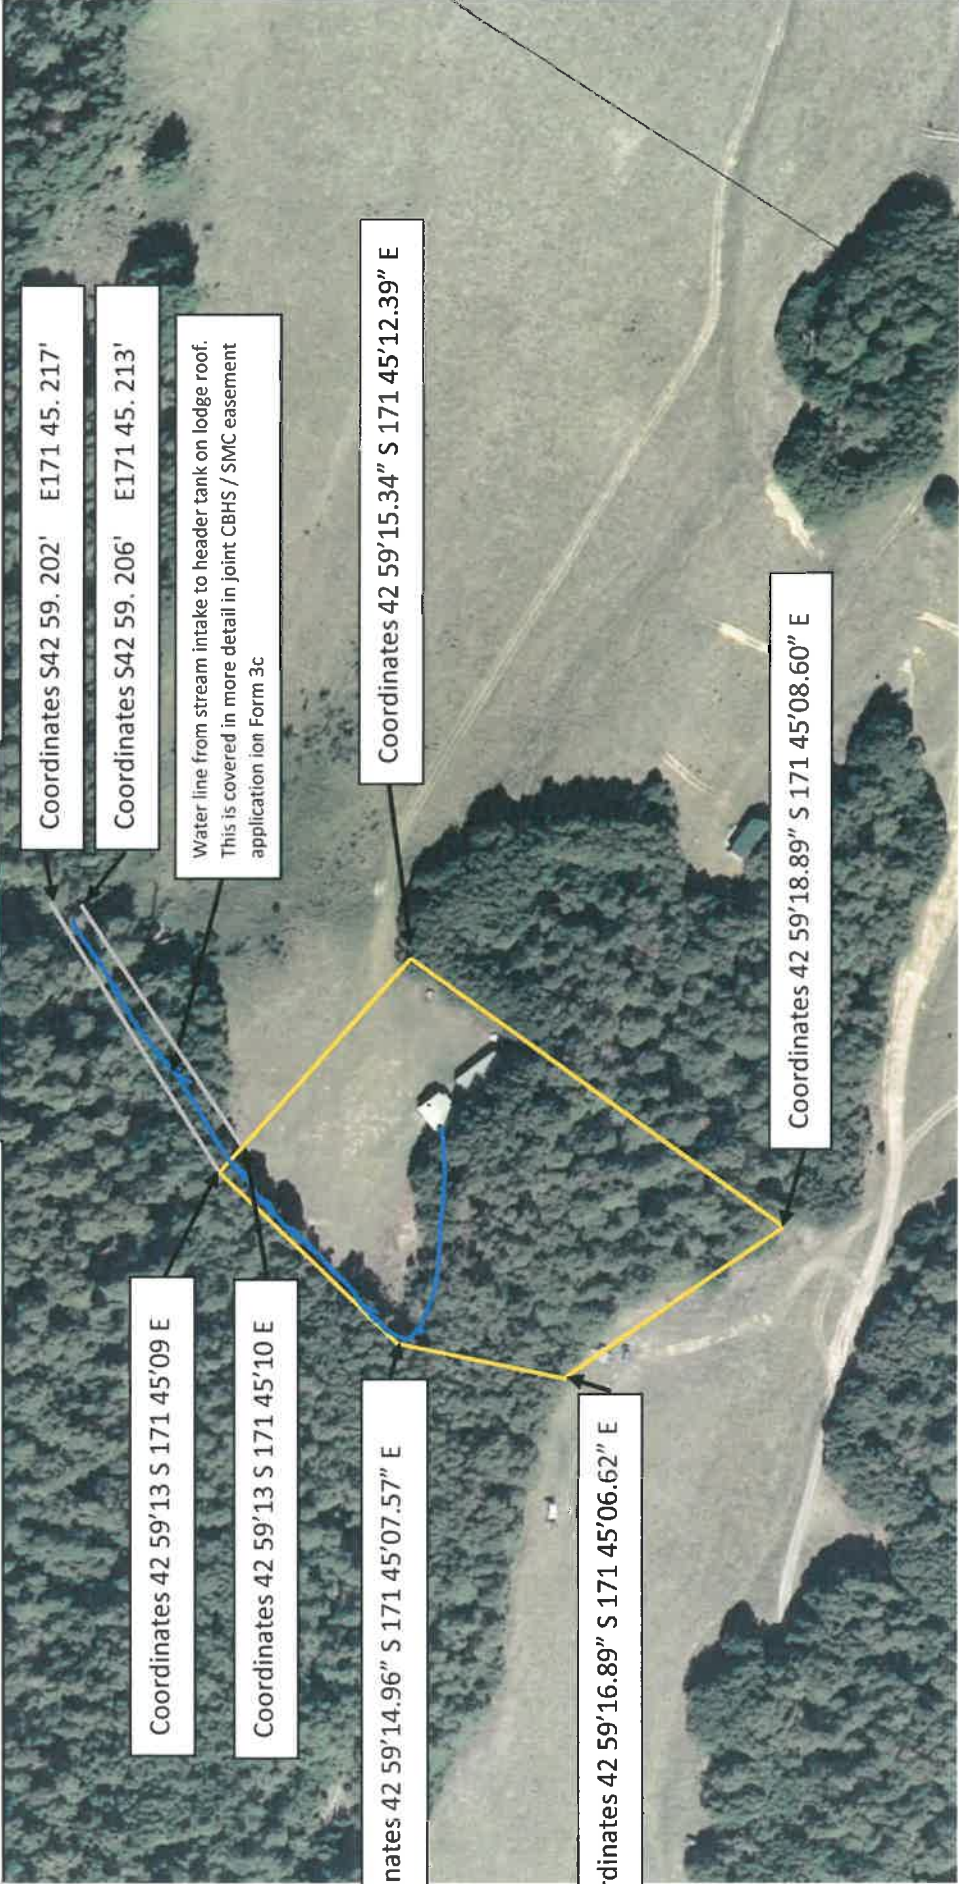 Coordinates S42 59. 202' E171 45. 217'
Coordinates S42 59. 206' E171 45. 213'
Water line from stream intake to header tank on lodge roof.
This is covered in more detail in joint CBHS / SMC easement
application ion Form 3c
Coordinates 42 59'15.34" S 171 45'12.39" E
Coordinates 42 59'18.89" S 171 45'08.60" E
Coordinates 42 59'13 S 171 45'09 E
Coordinates 42 59'13 S 171 45'10 E
nates 42 59'14.96" S 171 45'07.57" E
rdinates 42 59'16.89" S 171 45'06.62" E